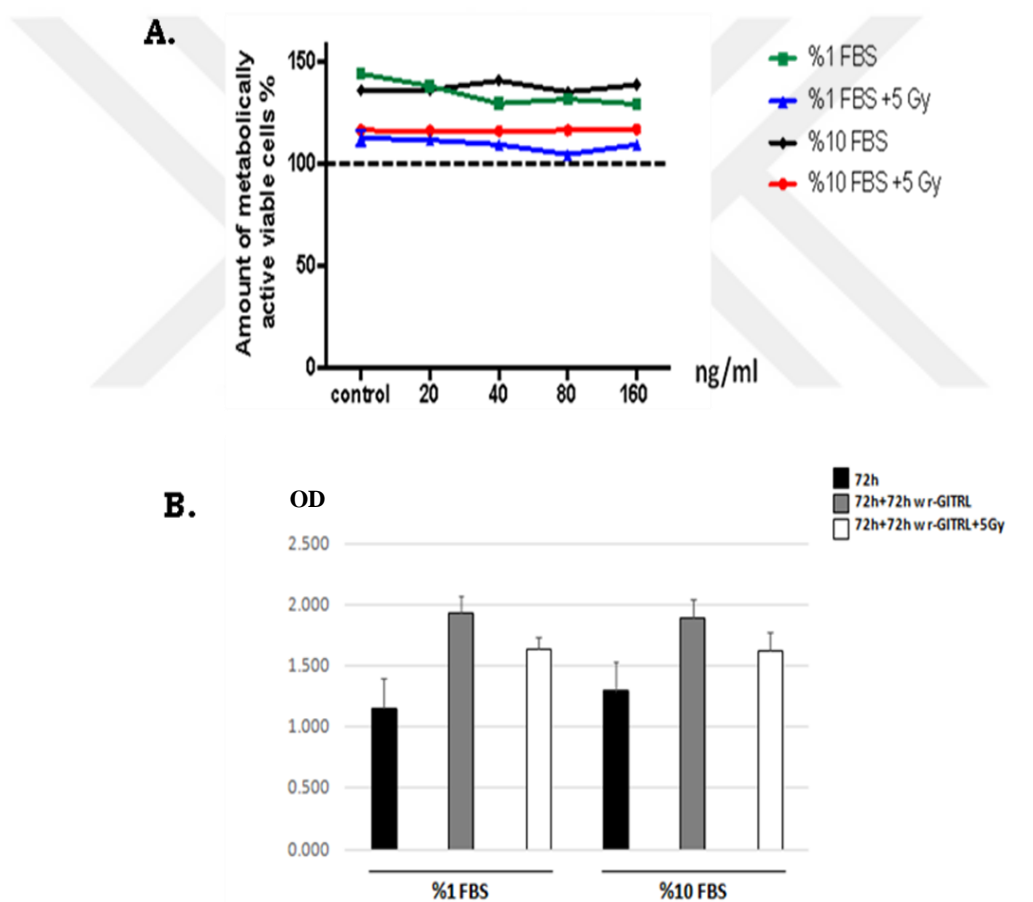 A.
Amount of metabolically
active viable cells %
150
100
50
0
control 20 40 80 160
ng/ml
%1 FBS
%1 FBS +5 Gy
%10 FBS
%10 FBS +5 Gy
B.
OD
72h
72h+72h w r-GITRL
72h+72h w r-GITRL+5Gy
2.500
2.000
1.500
1.000
0.500
0.000
%1 FBS %10 FBS